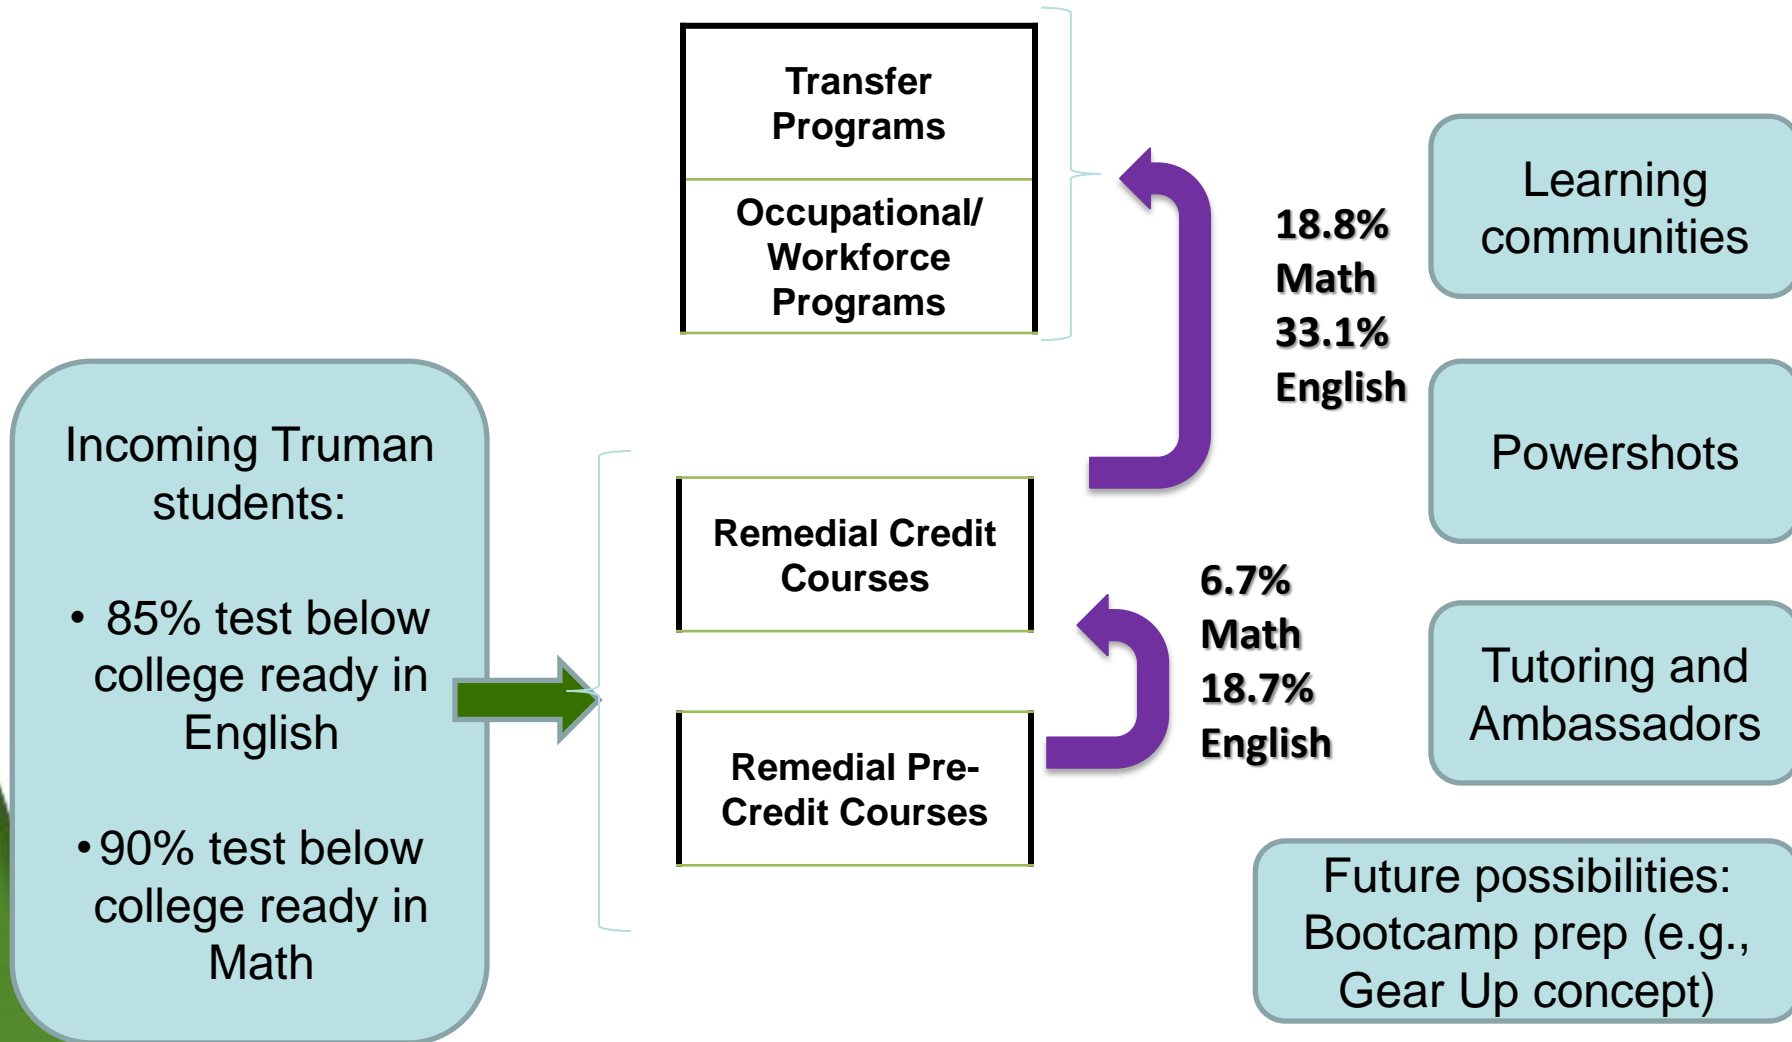 Transfer
Programs
Occupational/
Workforce
Programs
Incoming Truman
students:
• 85% test below
college ready in
English
• 90% test below
college ready in
Math
Remedial Credit
Courses
Remedial Pre-
Credit Courses
18.8%
Math
33.1%
English
6.7%
Math
18.7%
English
Learning
communities
Powershots
Tutoring and
Ambassadors
Future possibilities:
Bootcamp prep (e.g.,
Gear Up concept)